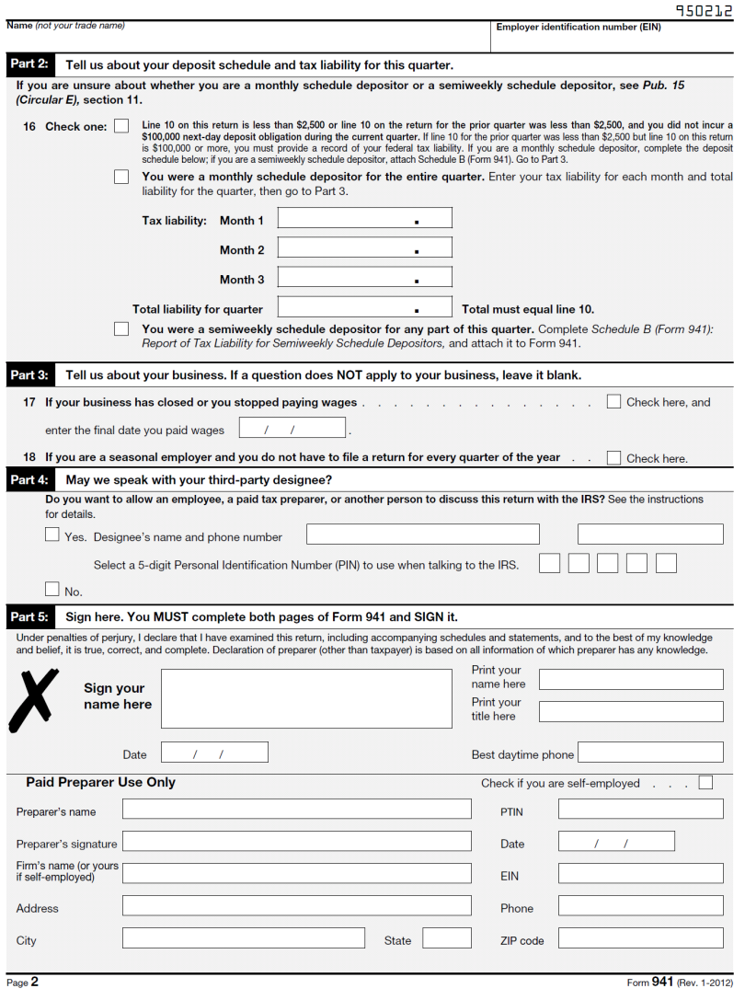 950212
Name (not your trade name)
Employer identification number (EIN)
Part 2:
Tell us about your deposit schedule and tax liability for this quarter.
If you are unsure about whether you are a monthly schedule depositor or a semiweekly schedule depositor, see Pub. 15
(Circular E), section 11.
16 Check one:
Line 10 on this return is less than $2,500 or line 10 on the return for the prior quarter was less than $2,500, and you did not incur a
$100,000 next-day deposit obligation during the current quarter. If line 10 for the prior quarter was less than $2,500 but line 10 on this return
is $100,000 or more, you must provide a record of your federal tax liability. If you are a monthly schedule depositor, complete the deposit
schedule below; if you are a semiweekly schedule depositor, attach Schedule B (Form 941). Go to Part 3.
You were a monthly schedule depositor for the entire quarter. Enter your tax liability for each month and total
liability for the quarter, then go to Part 3.
Tax liability: Month 1 .
Month 2 .
Month 3 .
Total liability for quarter . Total must equal line 10.
You were a semiweekly schedule depositor for any part of this quarter. Complete Schedule B (Form 941):
Report of Tax Liability for Semiweekly Schedule Depositors, and attach it to Form 941.
Part 3:
Tell us about your business. If a question does NOT apply to your business, leave it blank.
17 If your business has closed or you stopped paying wages . . . . . . . . . . . . . . . Check here, and
enter the final date you paid wages / / .
18 If you are a seasonal employer and you do not have to file a return for every quarter of the year . . Check here.
Part 4:
May we speak with your third-party designee?
Do you want to allow an employee, a paid tax preparer, or another person to discuss this return with the IRS? See the instructions
for details.
Yes. Designee's name and phone number
Select a 5-digit Personal Identification Number (PIN) to use when talking to the IRS.
No.
Part 5:
Sign here. You MUST complete both pages of Form 941 and SIGN it.
Under penalties of perjury, I declare that I have examined this return, including accompanying schedules and statements, and to the best of my knowledge
and belief, it is true, correct, and complete. Declaration of preparer (other than taxpayer) is based on all information of which preparer has any knowledge.
Sign your
name here
Print your
name here
Print your
title here
Date / /
Best daytime phone
Paid Preparer Use Only
Check if you are self-employed . . .
Preparer's name
PTIN
Preparer's signature
Date / /
Firm's name (or yours
if self-employed)
EIN
Address
Phone
City
State
ZIP code
Page 2
Form 941 (Rev. 1-2012)